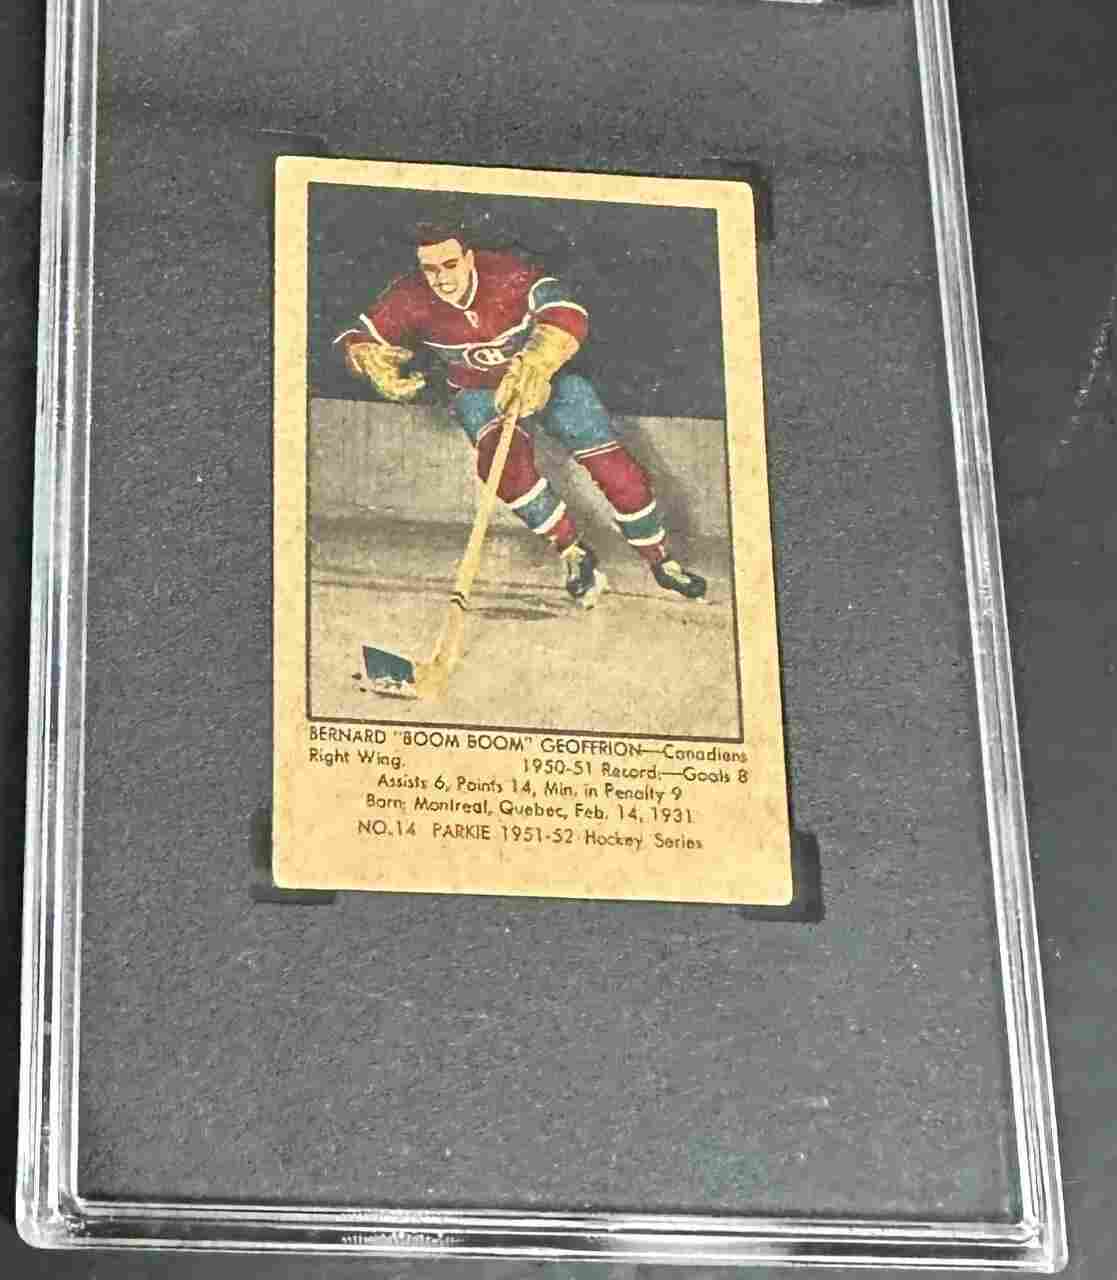 BERNARD "BOOM BOOM" GEOFFRION—Canadiens
Right Wing. 1950-51 Record:—Goals 8
Assists 6, Points 14, Min. in Penalty 9
Born: Montreal, Quebec, Feb. 14, 1931
NO.14 PARKIE 1951-52 Hockey Series